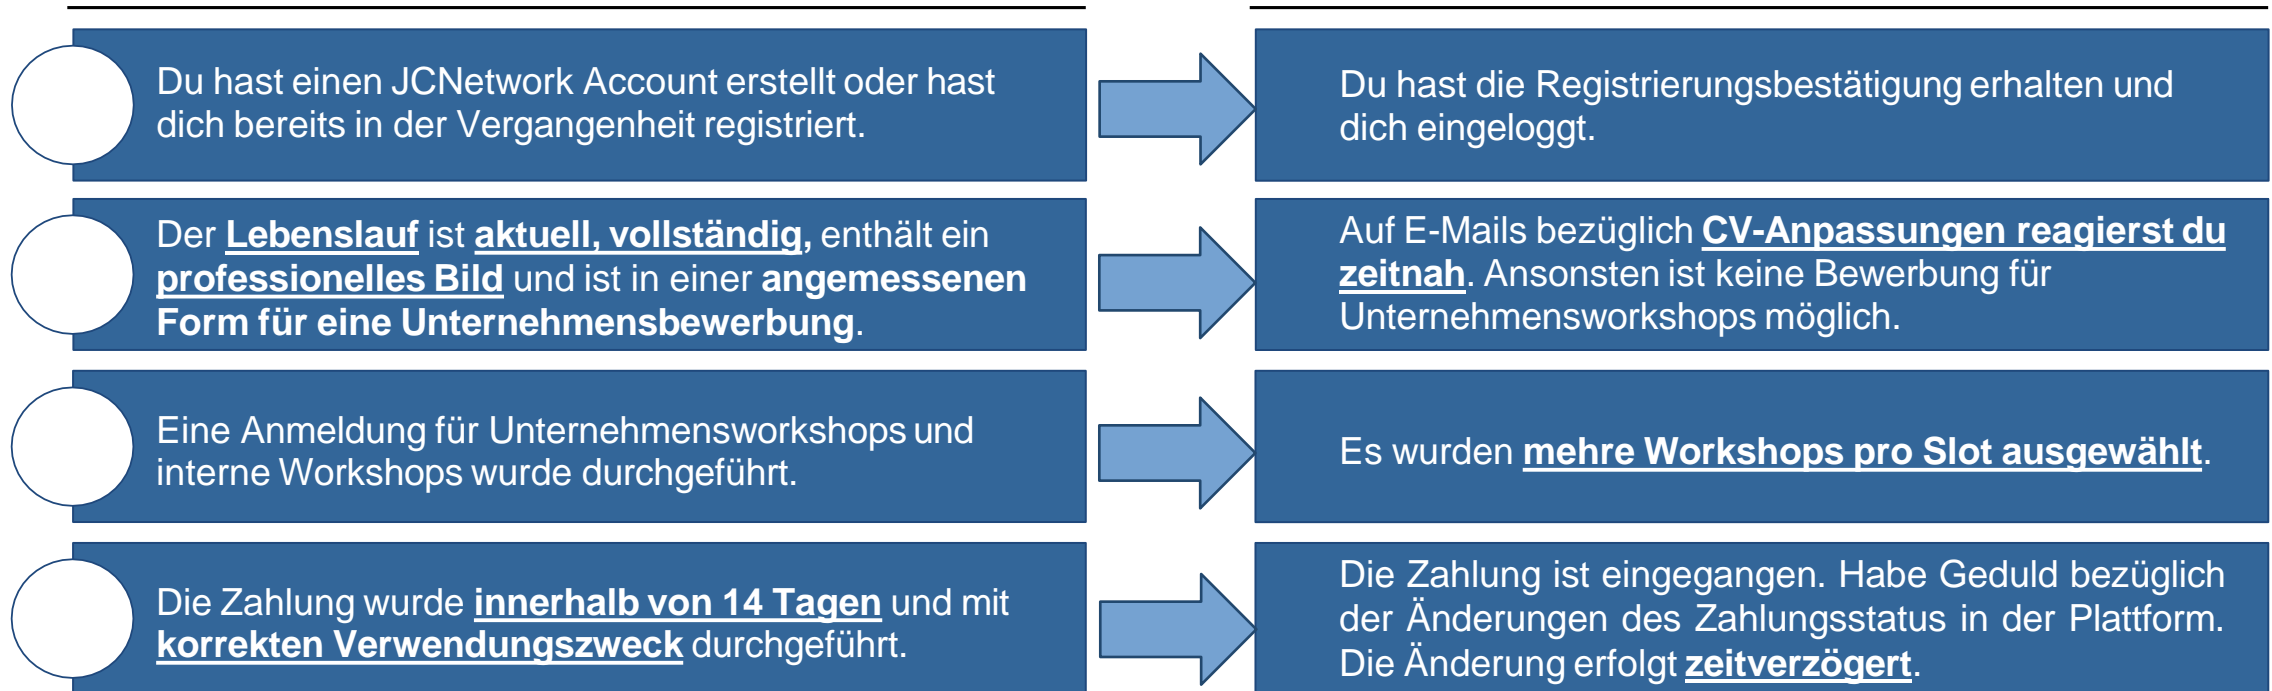 Du hast einen JCNetwork Account erstellt oder hast
dich bereits in der Vergangenheit registriert.
Du hast die Registrierungsbestätigung erhalten und
dich eingeloggt.
Der Lebenslauf ist aktuell, vollständig, enthält ein
professionelles Bild und ist in einer angemessenen
Form für eine Unternehmensbewerbung.
Auf E-Mails bezüglich CV-Anpassungen reagierst du
zeitnah. Ansonsten ist keine Bewerbung für
Unternehmensworkshops möglich.
Eine Anmeldung für Unternehmensworkshops und
interne Workshops wurde durchgeführt.
Es wurden mehre Workshops pro Slot ausgewählt.
Die Zahlung wurde innerhalb von 14 Tagen und mit
korrekten Verwendungszweck durchgeführt.
Die Zahlung ist eingegangen. Habe Geduld bezüglich
der Änderungen des Zahlungsstatus in der Plattform.
Die Änderung erfolgt zeitverzögert.